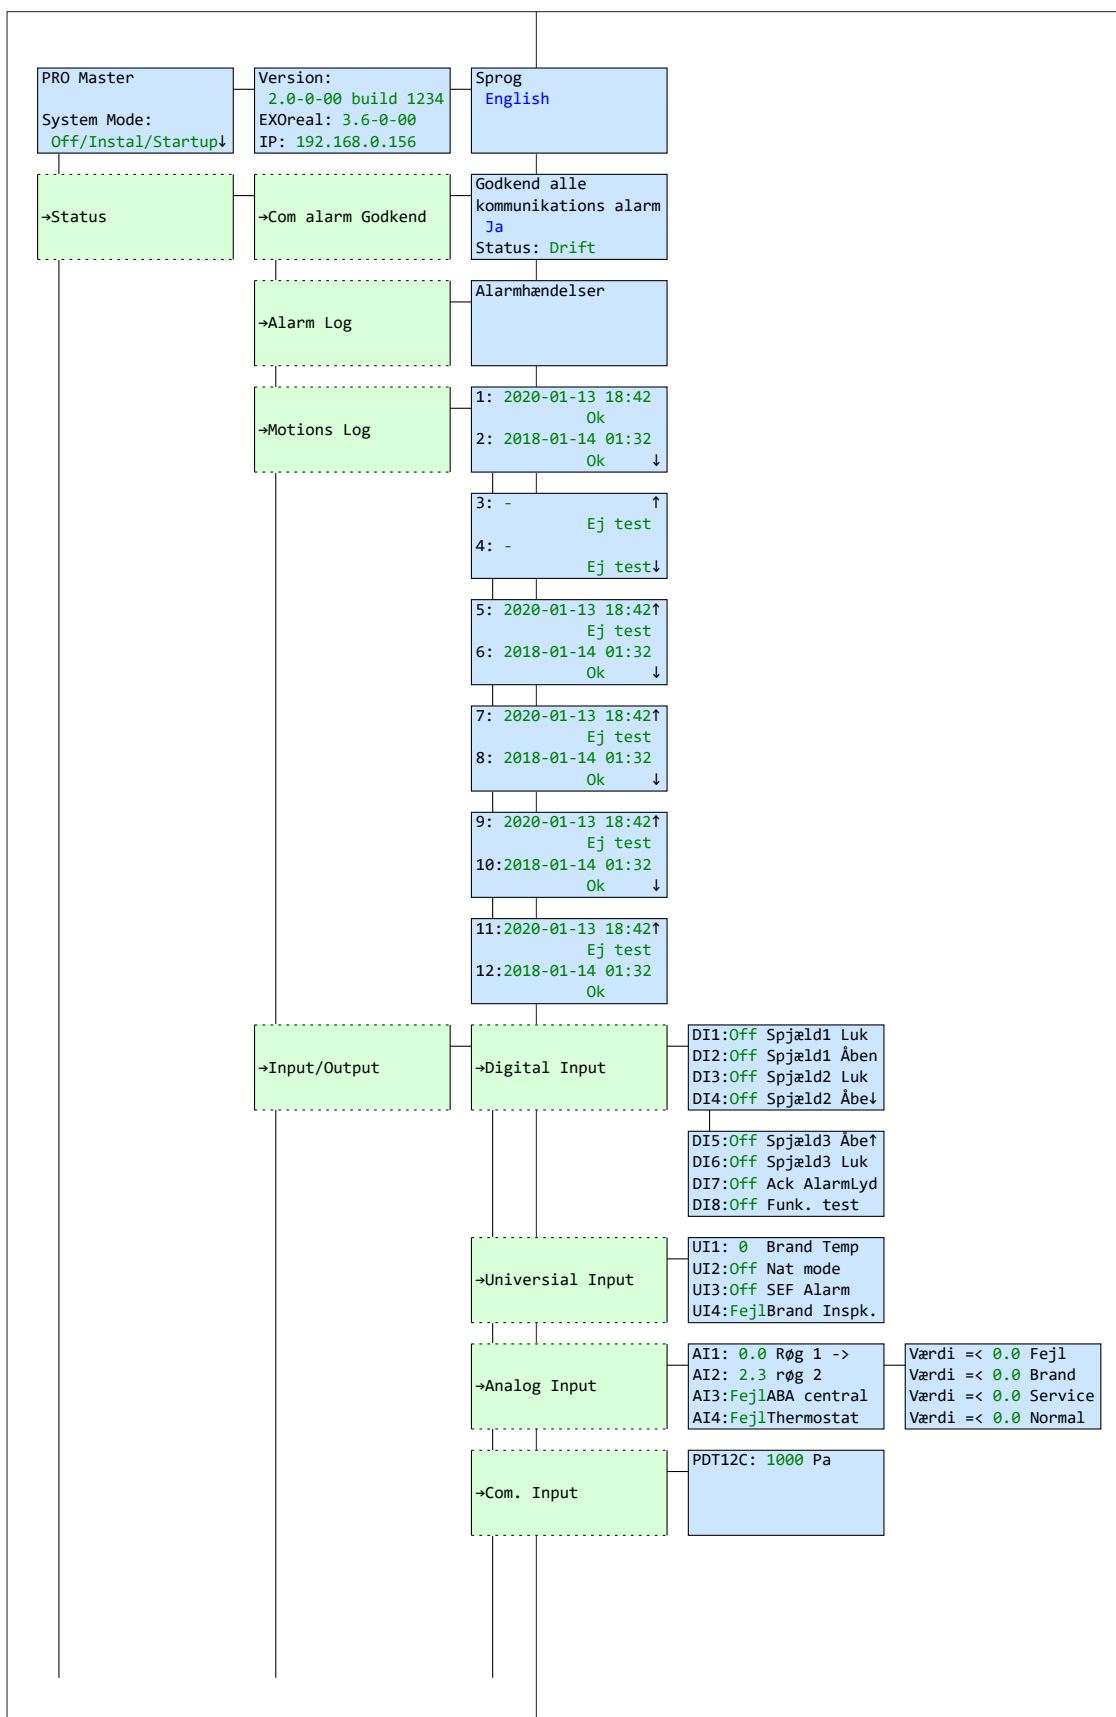 PRO Master
System Mode:
Off/Instal/Startup↓
Version:
2.0-0-00 build 1234
EXOreal: 3.6-0-00
IP: 192.168.0.156
Sprog
English
→Status
→Com alarm Godkend
Godkend alle
kommunikations alarm
Ja
Status: Drift
→Alarm Log
Alarmhændelser
→Motions Log
1: 2020-01-13 18:42
Ok
2: 2018-01-14 01:32
Ok ↓
3: - ↑
Ej test
4: -
Ej test↓
5: 2020-01-13 18:42↑
Ej test
6: 2018-01-14 01:32
Ok ↓
7: 2020-01-13 18:42↑
Ej test
8: 2018-01-14 01:32
Ok ↓
9: 2020-01-13 18:42↑
Ej test
10:2018-01-14 01:32
Ok ↓
11:2020-01-13 18:42↑
Ej test
12:2018-01-14 01:32
Ok
→Input/Output
→Digital Input
DI1:Off Spjæld1 Luk
DI2:Off Spjæld1 Åben
DI3:Off Spjæld2 Luk
DI4:Off Spjæld2 Åbe↓
DI5:Off Spjæld3 Åbe↑
DI6:Off Spjæld3 Luk
DI7:Off Ack AlarmLyd
DI8:Off Funk. test
→Universial Input
UI1: 0 Brand Temp
UI2:Off Nat mode
UI3:Off SEF Alarm
UI4:FejlBrand Inspk.
→Analog Input
AI1: 0.0 Røg 1 ->
AI2: 2.3 røg 2
AI3:FejlABA central
AI4:FejlThermostat
Værdi =< 0.0 Fejl
Værdi =< 0.0 Brand
Værdi =< 0.0 Service
Værdi =< 0.0 Normal
→Com. Input
PDT12C: 1000 Pa